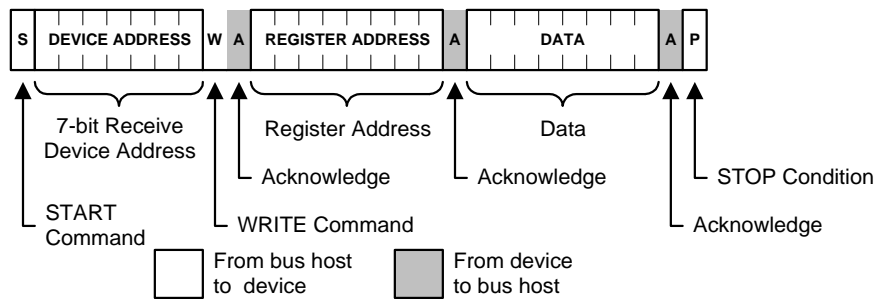 S DEVICE ADDRESS W A REGISTER ADDRESS A DATA A P
7-bit Receive
Device Address
Register Address
Data
Acknowledge
Acknowledge
STOP Condition
START
Command
WRITE Command
Acknowledge
From bus host
to device
From device
to bus host